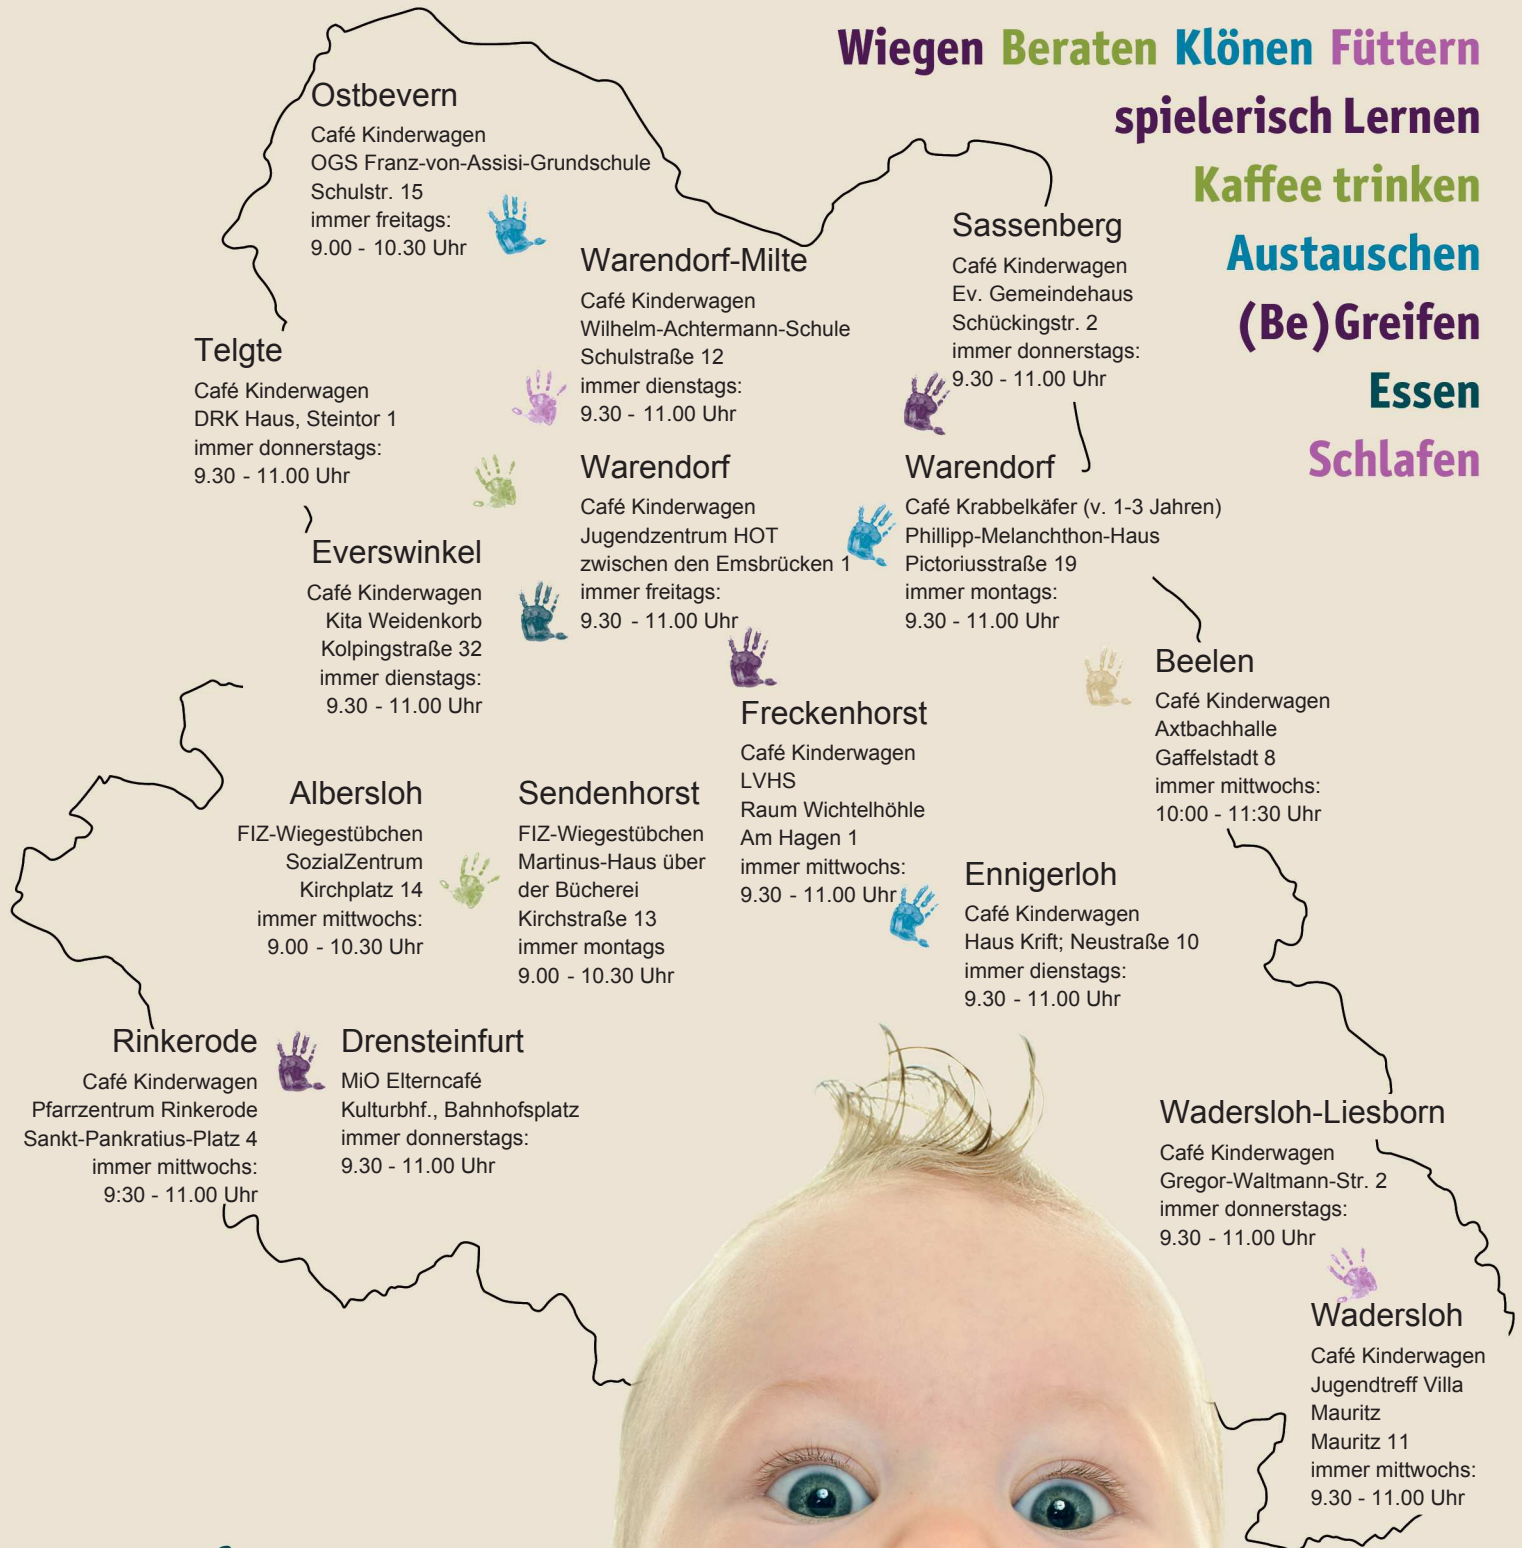 Wiegen Beraten Klönen Füttern
spielerisch Lernen
Kaffee trinken
Austauschen
(Be)Greifen
Essen
Schlafen
Ostbevern
Café Kinderwagen
OGS Franz-von-Assisi-Grundschule
Schulstr. 15
immer freitags:
9.00 - 10.30 Uhr
Warendorf-Milte
Café Kinderwagen
Wilhelm-Achtermann-Schule
Schulstraße 12
immer dienstags:
9.30 - 11.00 Uhr
Sassenberg
Café Kinderwagen
Ev. Gemeindehaus
Schückingstr. 2
immer donnerstags:
9.30 - 11.00 Uhr
Telgte
Café Kinderwagen
DRK Haus, Steintor 1
immer donnerstags:
9.30 - 11.00 Uhr
Warendorf
Café Kinderwagen
Jugendzentrum HOT
zwischen den Emsbrücken 1
immer freitags:
9.30 - 11.00 Uhr
Warendorf
Café Krabbelkäfer (v. 1-3 Jahren)
Phillipp-Melanchthon-Haus
Pictoriusstraße 19
immer montags:
9.30 - 11.00 Uhr
Everswinkel
Café Kinderwagen
Kita Weidenkorb
Kolpingstraße 32
immer dienstags:
9.30 - 11.00 Uhr
Beelen
Café Kinderwagen
Axtbachhalle
Gaffelstadt 8
immer mittwochs:
10:00 - 11:30 Uhr
Freckenhorst
Café Kinderwagen
LVHS
Raum Wichtelhöhle
Am Hagen 1
immer mittwochs:
9.30 - 11.00 Uhr
Albersloh
FIZ-Wiegestübchen
SozialZentrum
Kirchplatz 14
immer mittwochs:
9.00 - 10.30 Uhr
Sendenhorst
FIZ-Wiegestübchen
Martinus-Haus über
der Bücherei
Kirchstraße 13
immer montags
9.00 - 10.30 Uhr
Ennigerloh
Café Kinderwagen
Haus Krift; Neustraße 10
immer dienstags:
9.30 - 11.00 Uhr
Rinkerode
Café Kinderwagen
Pfarrzentrum Rinkerode
Sankt-Pankratius-Platz 4
immer mittwochs:
9:30 - 11.00 Uhr
Drensteinfurt
MiO Elterncafé
Kulturbhf., Bahnhofsplatz
immer donnerstags:
9.30 - 11.00 Uhr
Wadersloh-Liesborn
Café Kinderwagen
Gregor-Waltmann-Str. 2
immer donnerstags:
9.30 - 11.00 Uhr
Wadersloh
Café Kinderwagen
Jugendtreff Villa
Mauritz
Mauritz 11
immer mittwochs:
9.30 - 11.00 Uhr